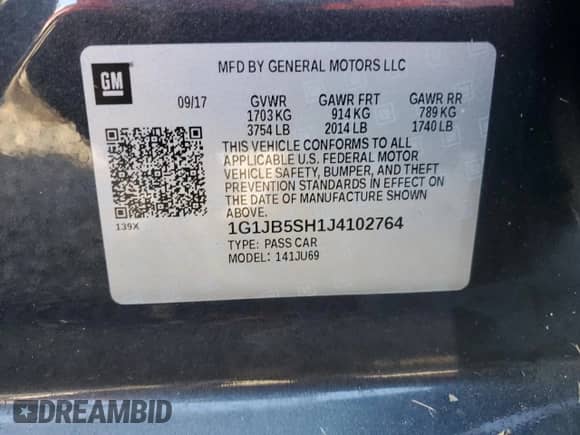 GM
MFD BY GENERAL MOTORS LLC
09/17 GVWR GAWR FRT GAWR RR
1703 KG 914 KG 789 KG
3754 LB 2014 LB 1740 LB
THIS VEHICLE CONFORMS TO ALL
APPLICABLE U.S. FEDERAL MOTOR
VEHICLE SAFETY, BUMPER, AND THEFT
PREVENTION STANDARDS IN EFFECT ON
THE DATE OF MANUFACTURE SHOWN
ABOVE.
139X
1G1JB5SH1J4102764
TYPE: PASS CAR
MODEL: 141JU69
DREAMBID